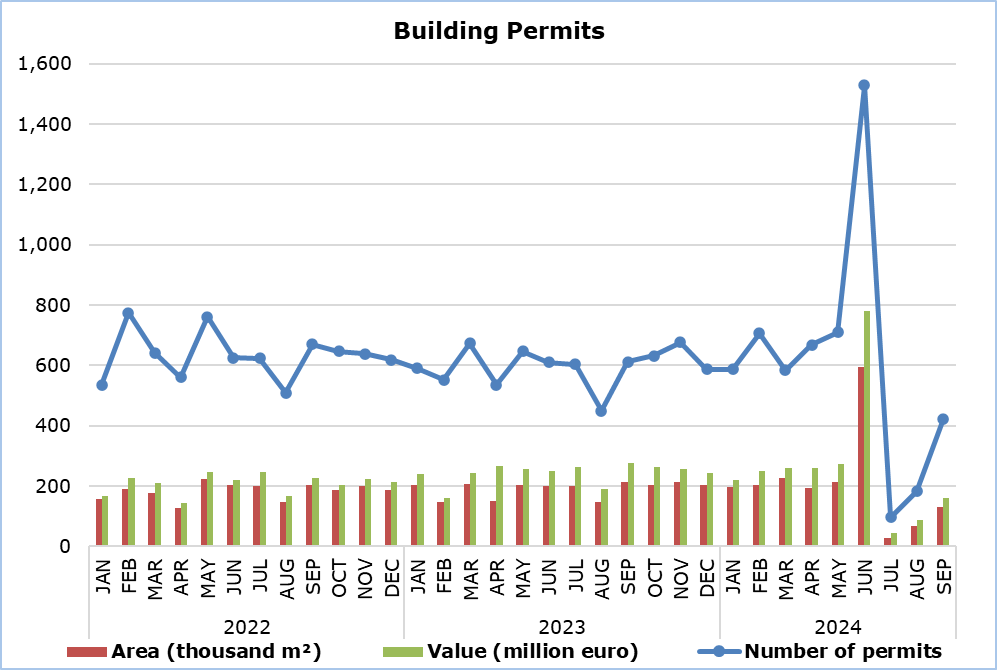 Building Permits
1,600
1,400
1,200
1,000
800
600
400
200
0
JAN FEB MAR APR MAY JUN JUL AUG SEP OCT NOV DEC JAN FEB MAR APR MAY JUN JUL AUG SEP OCT NOV DEC JAN FEB MAR APR MAY JUN JUL AUG SEP
2022 2023 2024
Area (thousand m²) Value (million euro) Number of permits